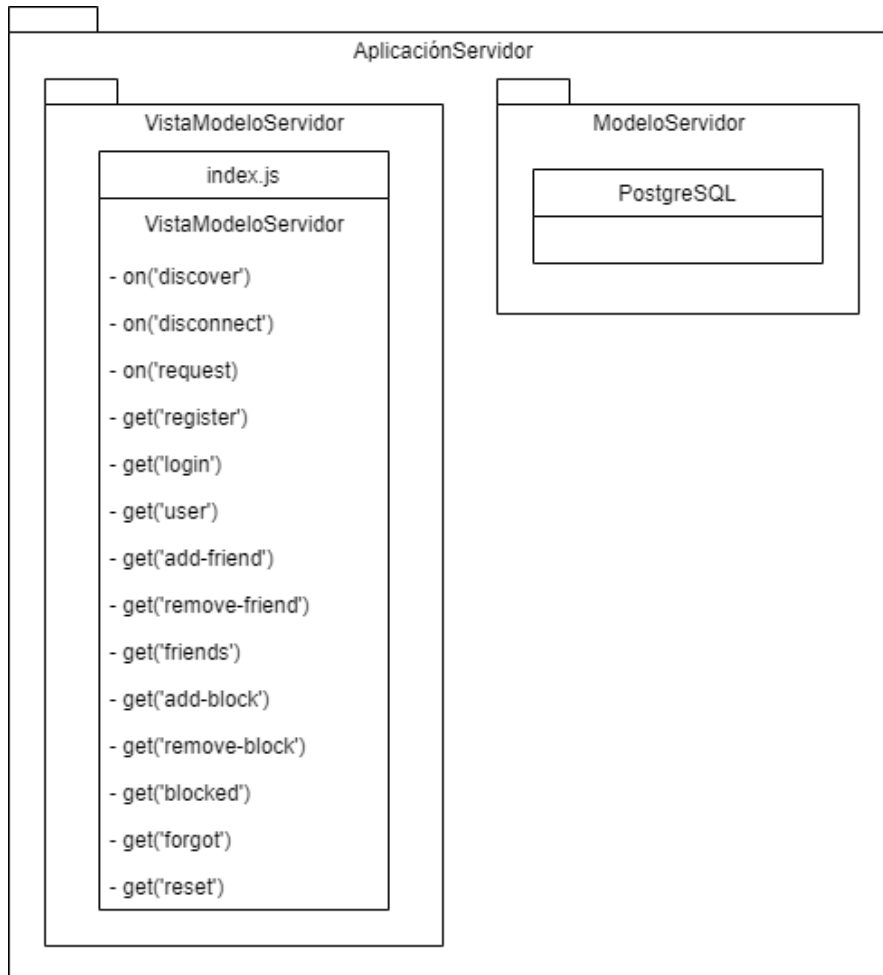 AplicaciónServidor
VistaModeloServidor
index.js
VistaModeloServidor
- on('discover')
- on('disconnect')
- on('request)
- get('register')
- get('login')
- get('user')
- get('add-friend')
- get('remove-friend')
- get('friends')
- get('add-block')
- get('remove-block')
- get('blocked')
- get('forgot')
- get('reset')
ModeloServidor
PostgreSQL